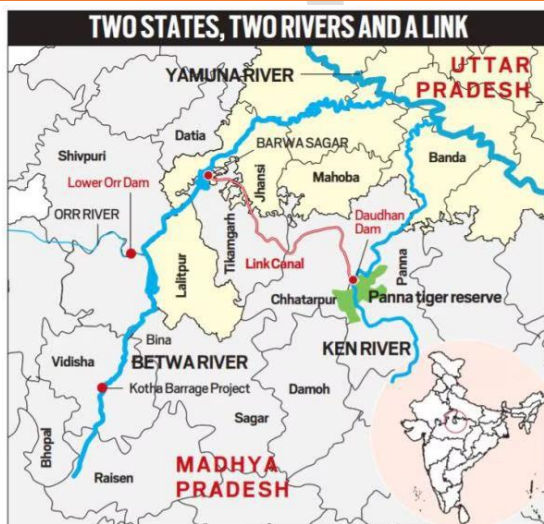 TWO STATES, TWO RIVERS AND A LINK
YAMUNA RIVER
UTTAR
PRADESH
Datia
BARWA SAGAR
Shivpuri
Banda
Jhansi
Mahoba
Lower Orr Dam
Daudhan
Dam
ORR RIVER
Tikamgarh
Lalitpur
Link Canal
Panna
Chhatarpur
Panna tiger reserve
Bina
KEN RIVER
Vidisha
BETWA RIVER
Kotha Barrage Project
Damoh
Sagar
Bhopal
MADHYA
PRADESH
Raisen